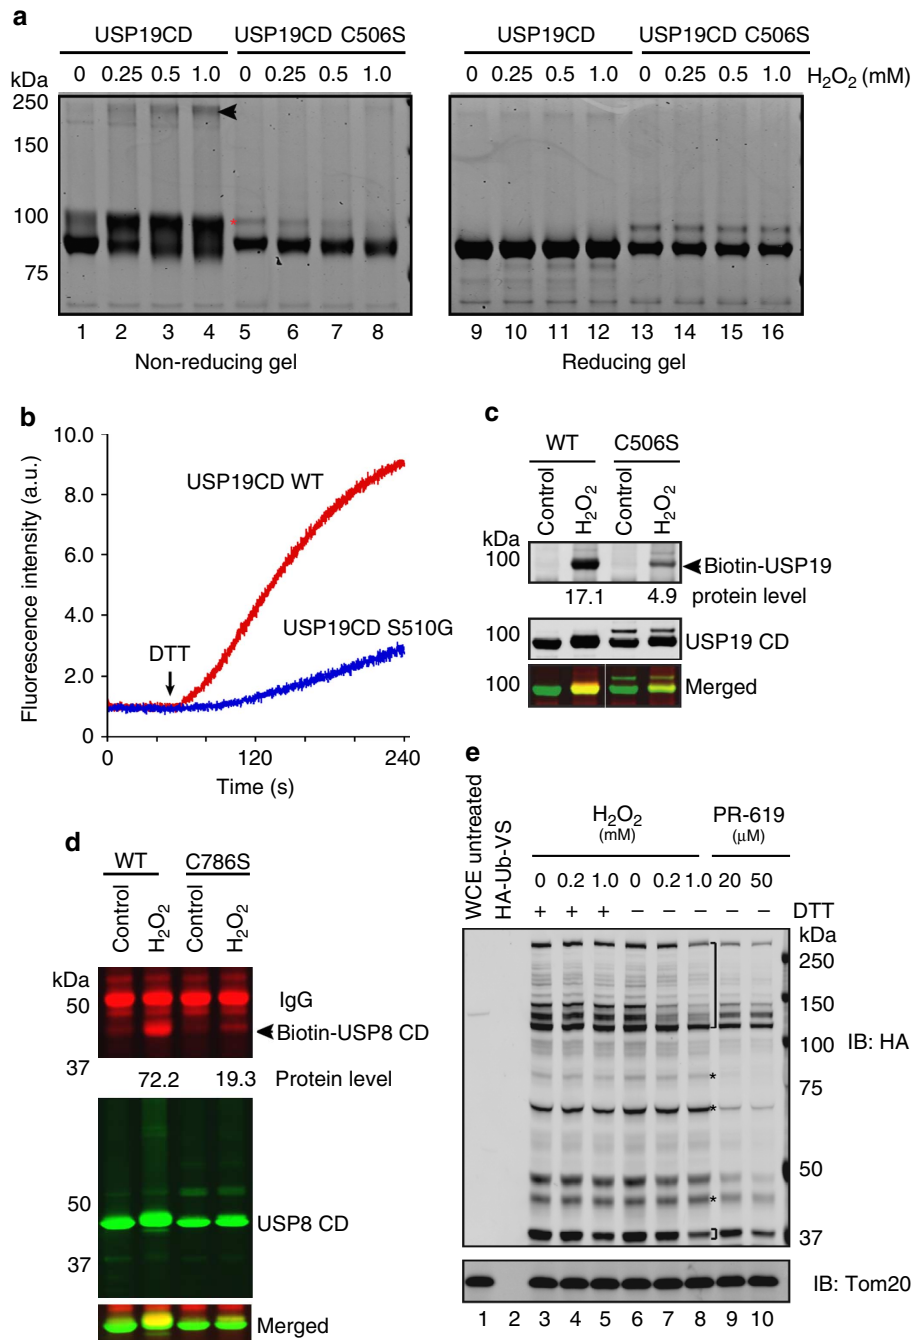 a
USP19CD USP19CD C506S USP19CD USP19CD C506S
kDa 0 0.25 0.5 1.0 0 0.25 0.5 1.0 0 0.25 0.5 1.0 0 0.25 0.5 1.0 H2O2 (mM)
250
150
100
*
75
1 2 3 4 5 6 7 8 9 10 11 12 13 14 15 16
Non-reducing gel Reducing gel
b
Fluorescence intensity (a.u.)
10.0
8.0
6.0
4.0
2.0
0
USP19CD WT
USP19CD S510G
DTT
0 120 240
Time (s)
c
WT C506S
Control H2O2 Control H2O2
kDa
100 Biotin-USP19
17.1 4.9 protein level
100 USP19 CD
100 Merged
d
WT C786S
Control H2O2 Control H2O2
kDa
50 IgG
Biotin-USP8 CD
37
72.2 19.3 Protein level
50 USP8 CD
37
Merged
e
WCE untreated
HA-Ub-VS
H2O2 PR-619
(mM) (μM)
0 0.2 1.0 0 0.2 1.0 20 50
+ + + − − − − − DTT
kDa
250
150
100 IB: HA
*
75
*
50
*
37
IB: Tom20
1 2 3 4 5 6 7 8 9 10